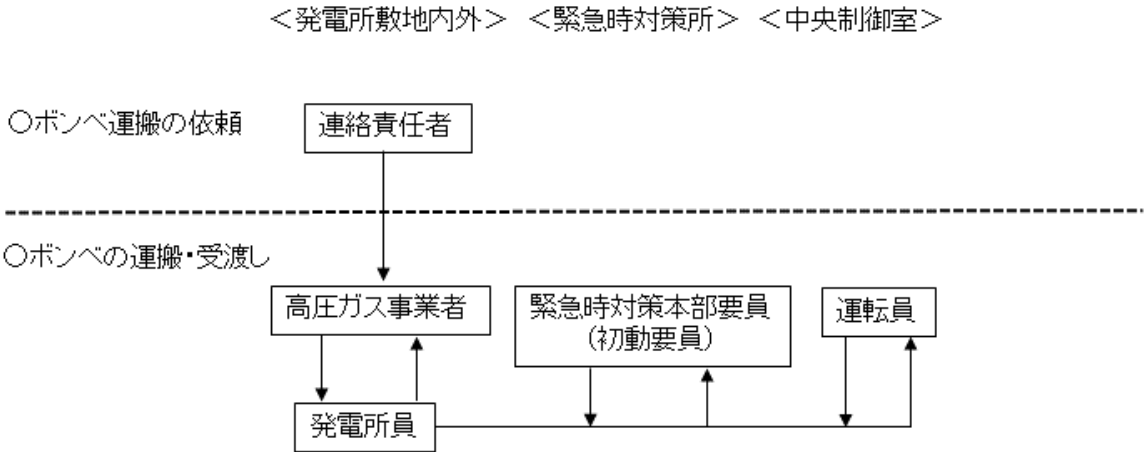 ＜発電所敷地内外＞ ＜緊急時対策所＞ ＜中央制御室＞
○ボンベ運搬の依頼
連絡責任者
○ボンベの運搬・受渡し
高圧ガス事業者
緊急時対策本部要員
（初動要員）
運転員
発電所員